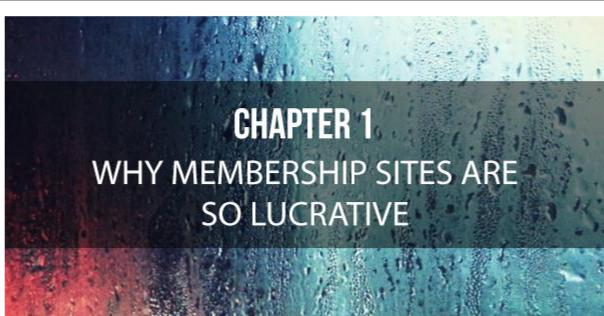 CHAPTER 1
WHY MEMBERSHIP SITES ARE
SO LUCRATIVE